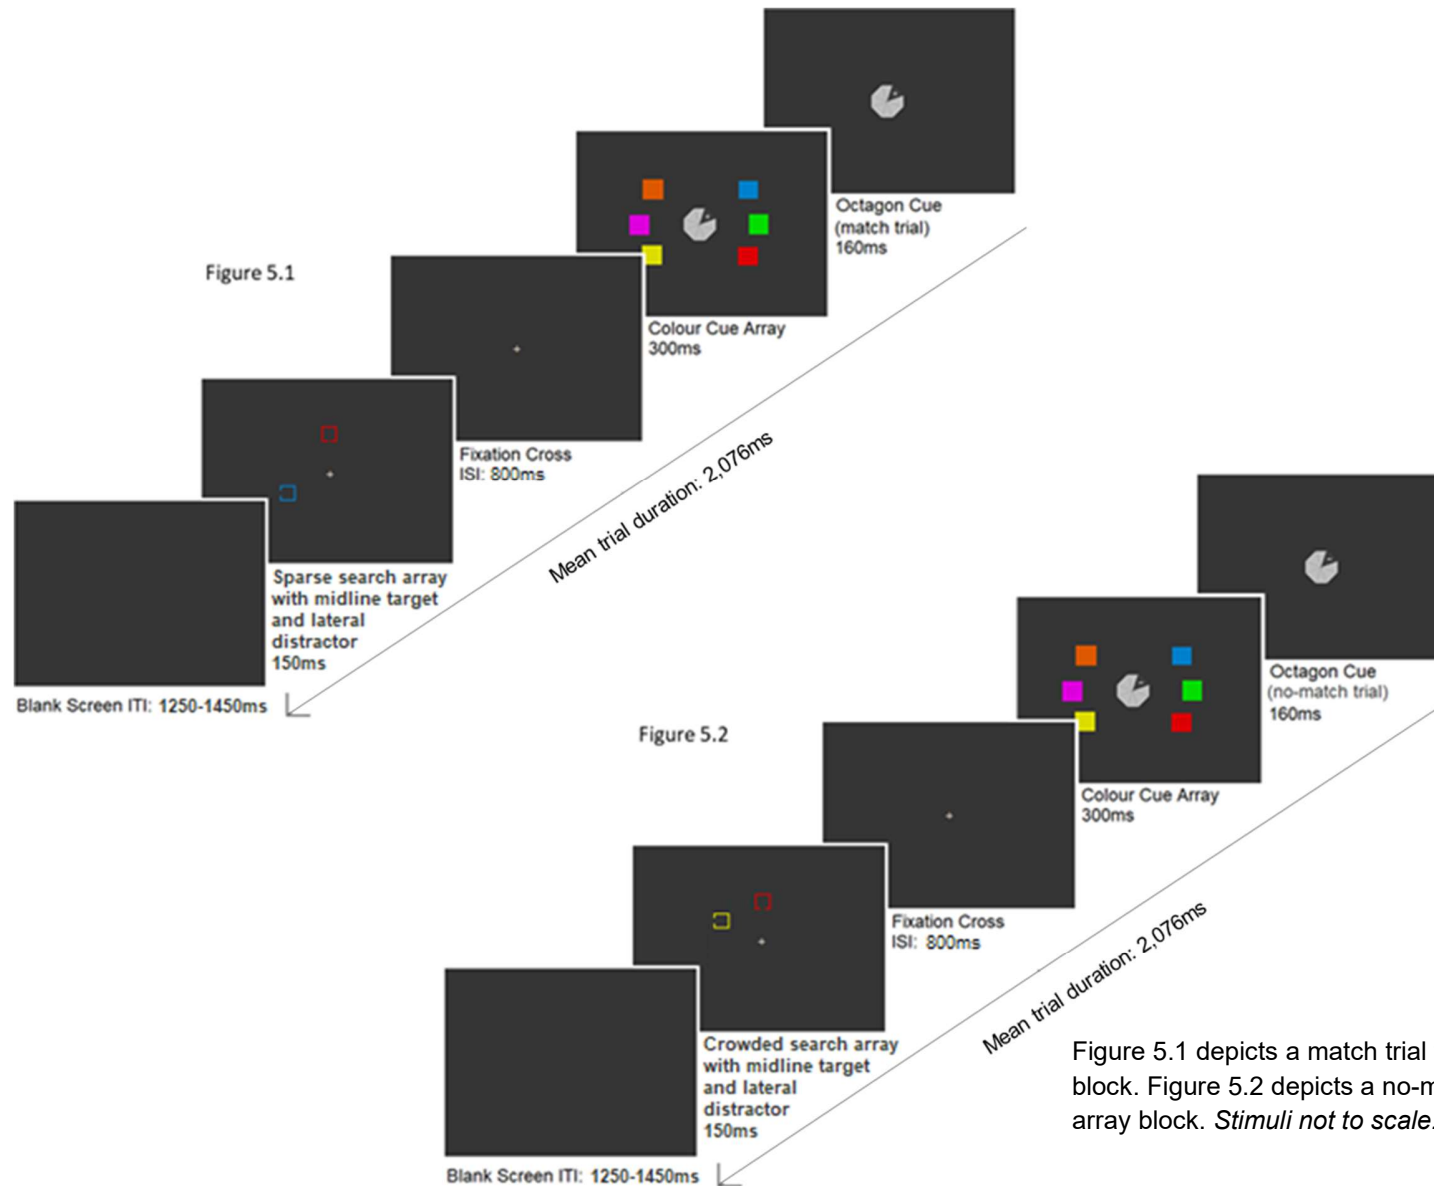 Octagon Cue
(match trial)
160ms
Figure 5.1
Colour Cue Array
300ms
Fixation Cross
ISI: 800ms
Mean trial duration: 2,076ms
Sparse search array
with midline target
and lateral
distractor
150ms
Blank Screen ITI: 1250-1450ms
Octagon Cue
(no-match trial)
160ms
Figure 5.2
Colour Cue Array
300ms
Fixation Cross
ISI: 800ms
Mean trial duration: 2,076ms
Crowded search array
with midline target
and lateral
distractor
150ms
Blank Screen ITI: 1250-1450ms
Figure 5.1 depicts a match trial
block. Figure 5.2 depicts a
array block. Stimuli not to scale.